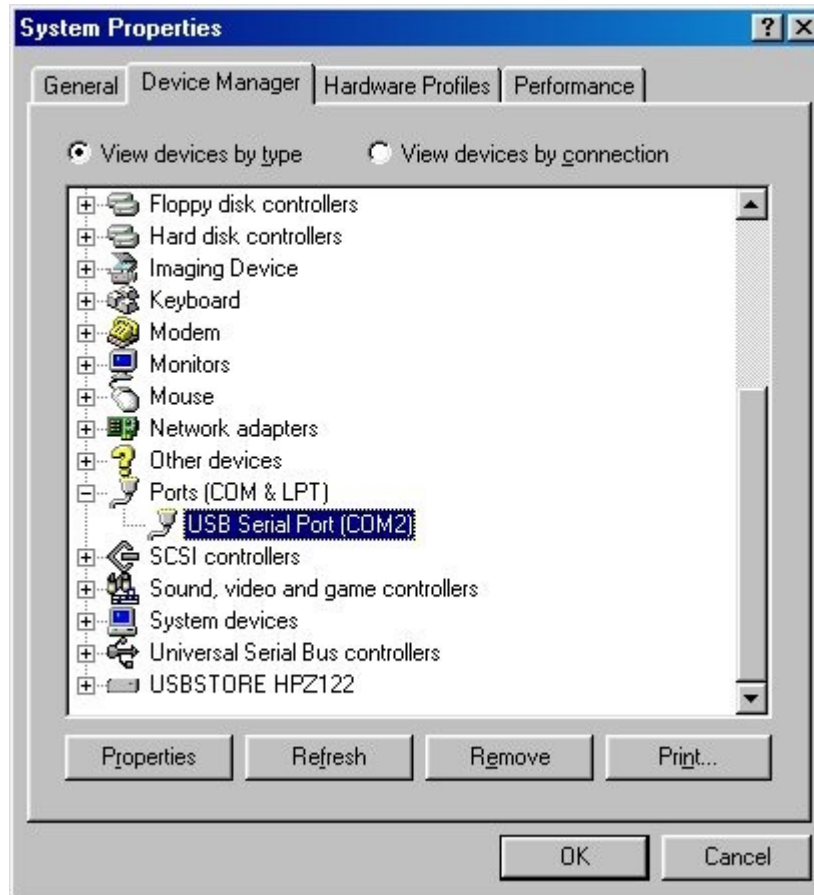 System Properties
General Device Manager Hardware Profiles Performance
View devices by type View devices by connection
Floppy disk controllers
Hard disk controllers
Imaging Device
Keyboard
Modem
Monitors
Mouse
Network adapters
Other devices
Ports (COM & LPT)
USB Serial Port (COM2)
SCSI controllers
Sound, video and game controllers
System devices
Universal Serial Bus controllers
USBSTORE HPZ122
Properties Refresh Remove Print...
OK Cancel